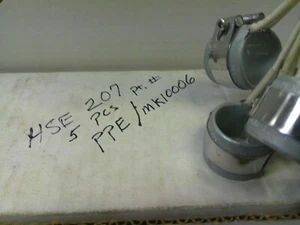 HSE 207
5 PCS Pt. #
PPE / MK10006